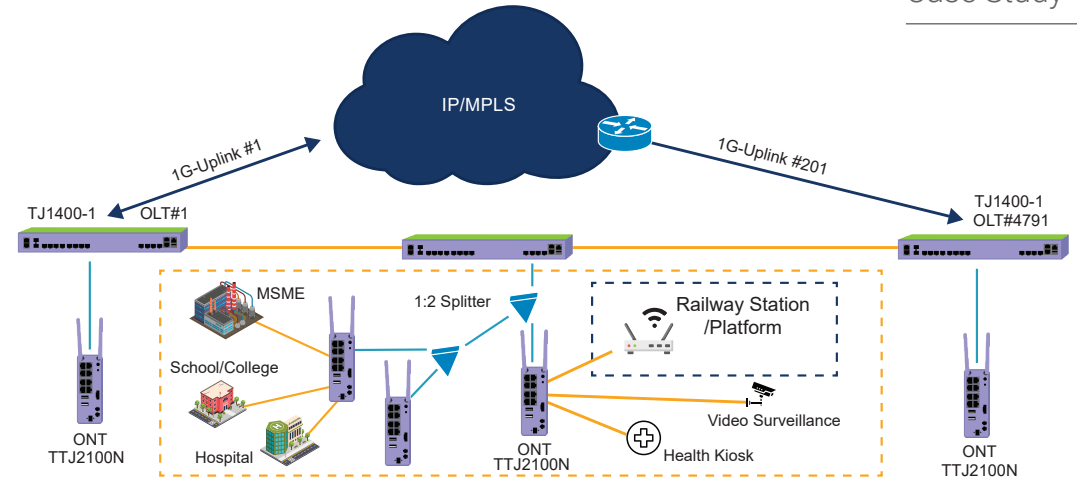 Case Study
IP/MPLS
1G-Uplink #1
1G-Uplink #201
TJ1400-1 OLT#1
TJ1400-1
OLT#4791
MSME
1:2 Splitter
Railway Station
/Platform
School/College
Video Surveillance
Hospital
Health Kiosk
ONT
TTJ2100N
ONT
TTJ2100N
ONT
TTJ2100N